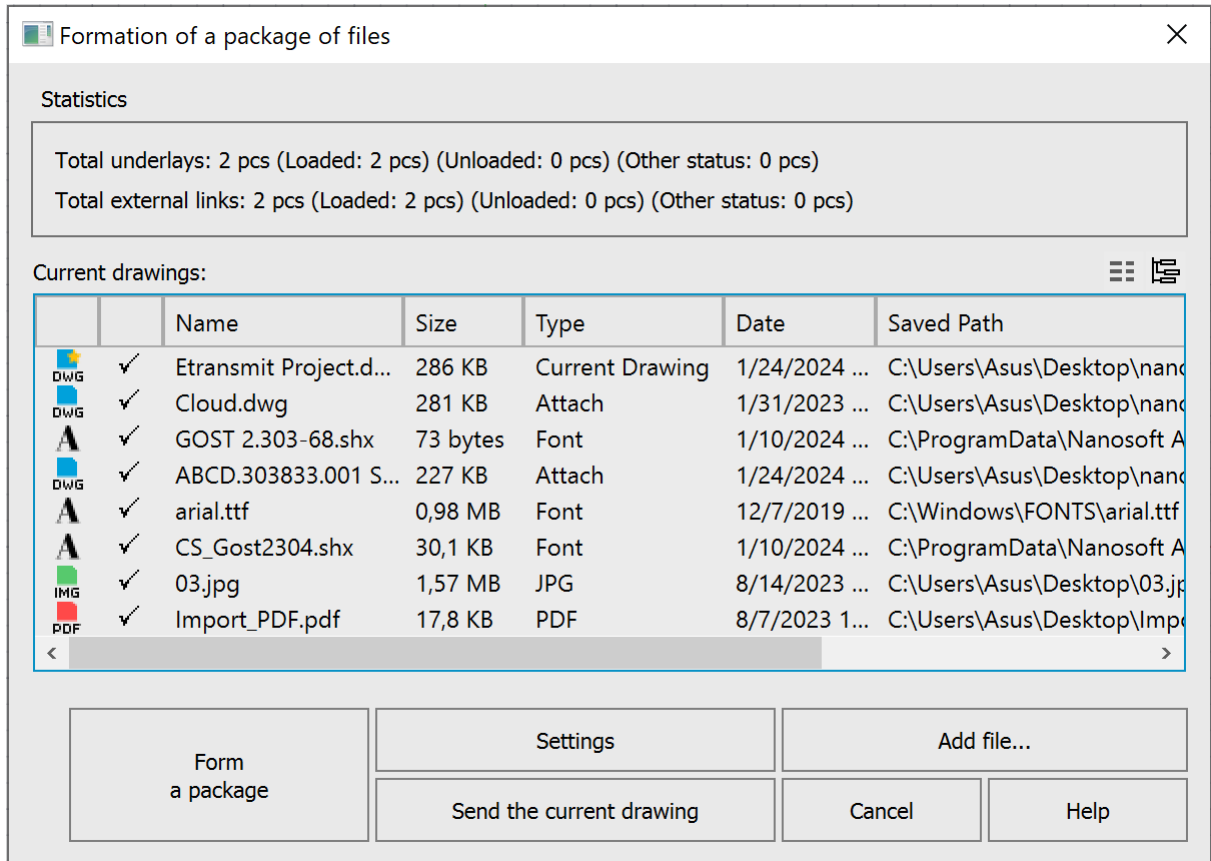 Formation of a package of files
Statistics
Total underlays: 2 pcs (Loaded: 2 pcs) (Unloaded: 0 pcs) (Other status: 0 pcs)
Total external links: 2 pcs (Loaded: 2 pcs) (Unloaded: 0 pcs) (Other status: 0 pcs)
Current drawings:
Name Size Type Date Saved Path
DWG Etransmit Project.d... 286 KB Current Drawing 1/24/2024 ... C:\Users\Asus\Desktop\nano
DWG Cloud.dwg 281 KB Attach 1/31/2023 ... C:\Users\Asus\Desktop\nano
A GOST 2.303-68.shx 73 bytes Font 1/10/2024 ... C:\ProgramData\Nanosoft A
DWG ABCD.303833.001 S... 227 KB Attach 1/24/2024 ... C:\Users\Asus\Desktop\nano
A arial.ttf 0,98 MB Font 12/7/2019 ... C:\Windows\FONTS\arial.ttf
A CS_Gost2304.shx 30,1 KB Font 1/10/2024 ... C:\ProgramData\Nanosoft A
IMG 03.jpg 1,57 MB JPG 8/14/2023 ... C:\Users\Asus\Desktop\03.jp
PDF Import_PDF.pdf 17,8 KB PDF 8/7/2023 1... C:\Users\Asus\Desktop\Impo
Form
a package
Settings
Add file...
Send the current drawing
Cancel
Help